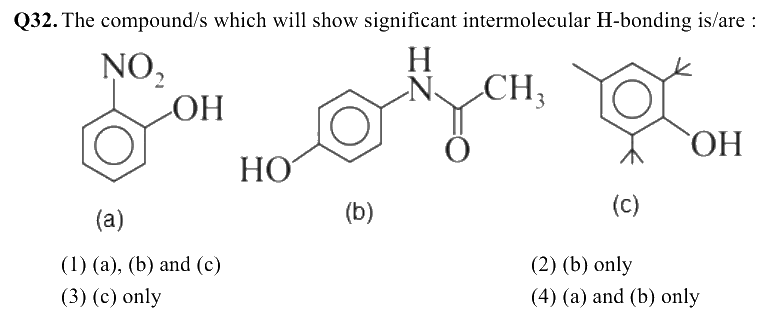 Q32. The compound/s which will show significant intermolecular H-bonding is/are :
NO₂
OH
H
N
CH₃
O
HO
OH
(a)
(b)
(c)
(1) (a), (b) and (c)
(2) (b) only
(3) (c) only
(4) (a) and (b) only